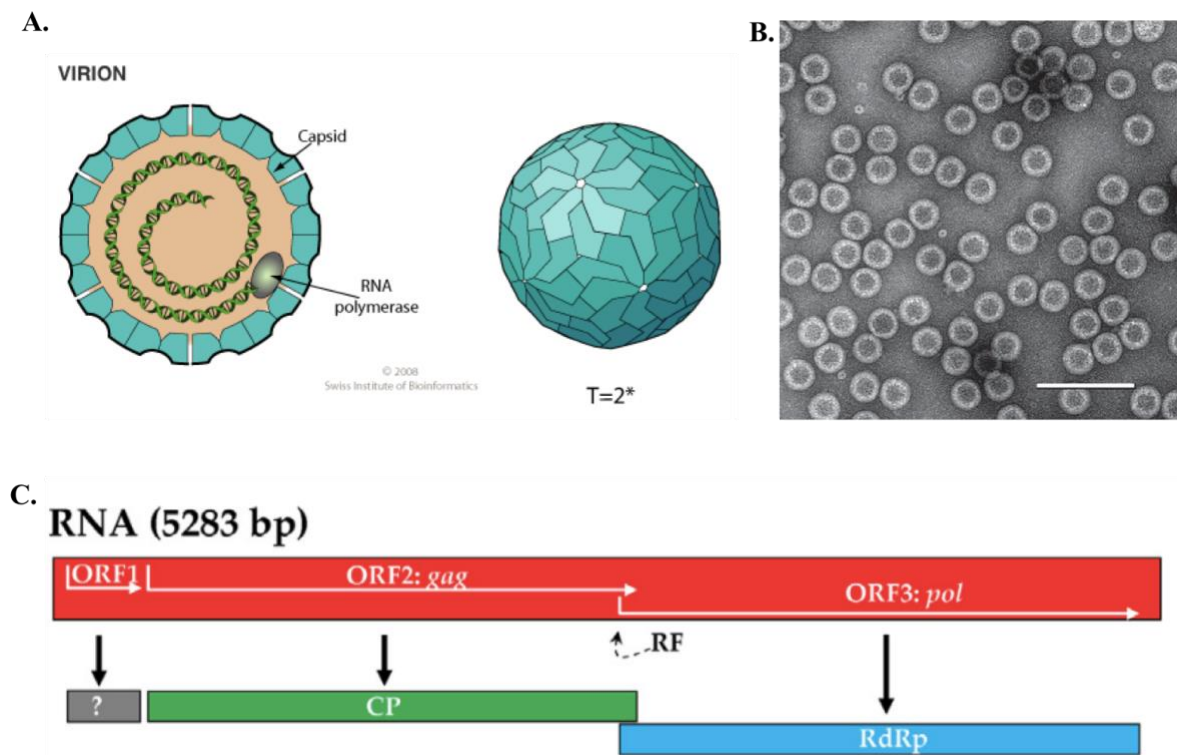 A.
B.
VIRION
Capsid
RNA
polymerase
© 2008
Swiss Institute of Bioinformatics
T=2*
C.
RNA (5283 bp)
ORF1
ORF2: gag
ORF3: pol
RF
?
CP
RdRp